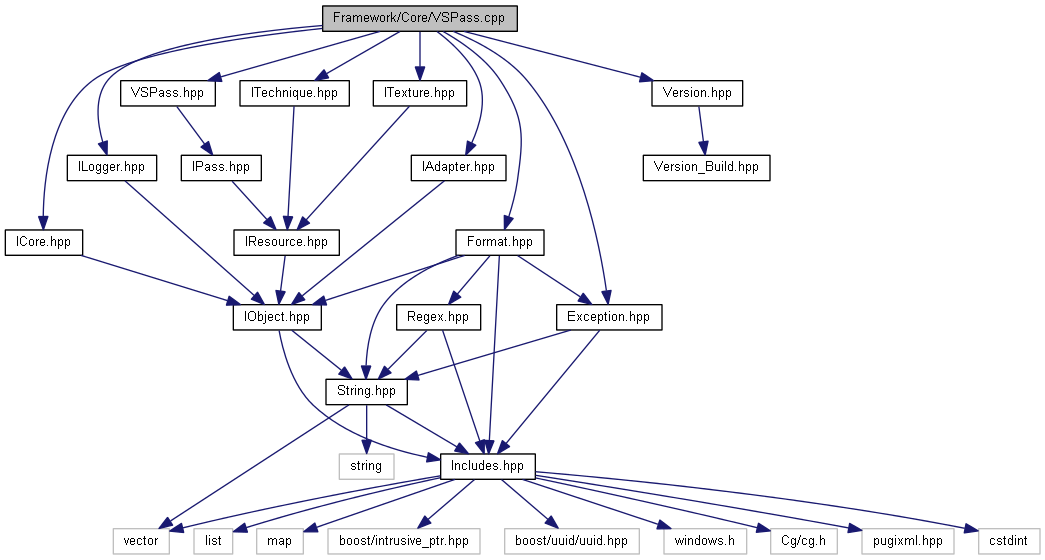 Framework/Core/VSPass.cpp
VSPass.hpp
ITechnique.hpp
ITexture.hpp
Version.hpp
ILogger.hpp
IPass.hpp
IAdapter.hpp
Version_Build.hpp
ICore.hpp
IResource.hpp
Format.hpp
IObject.hpp
Regex.hpp
Exception.hpp
String.hpp
string
Includes.hpp
vector
list
map
boost/intrusive_ptr.hpp
boost/uuid/uuid.hpp
windows.h
Cg/cg.h
pugixml.hpp
cstdint